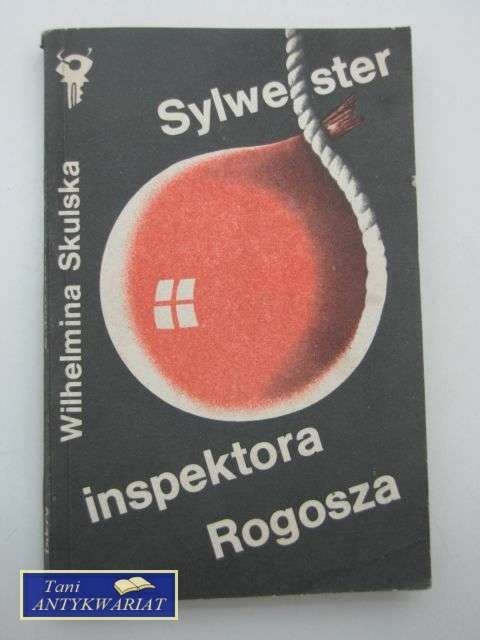 Sylwester
Wilhelmina Skulska
inspektora
Rogosza
Tani
ANTYKWARIAT